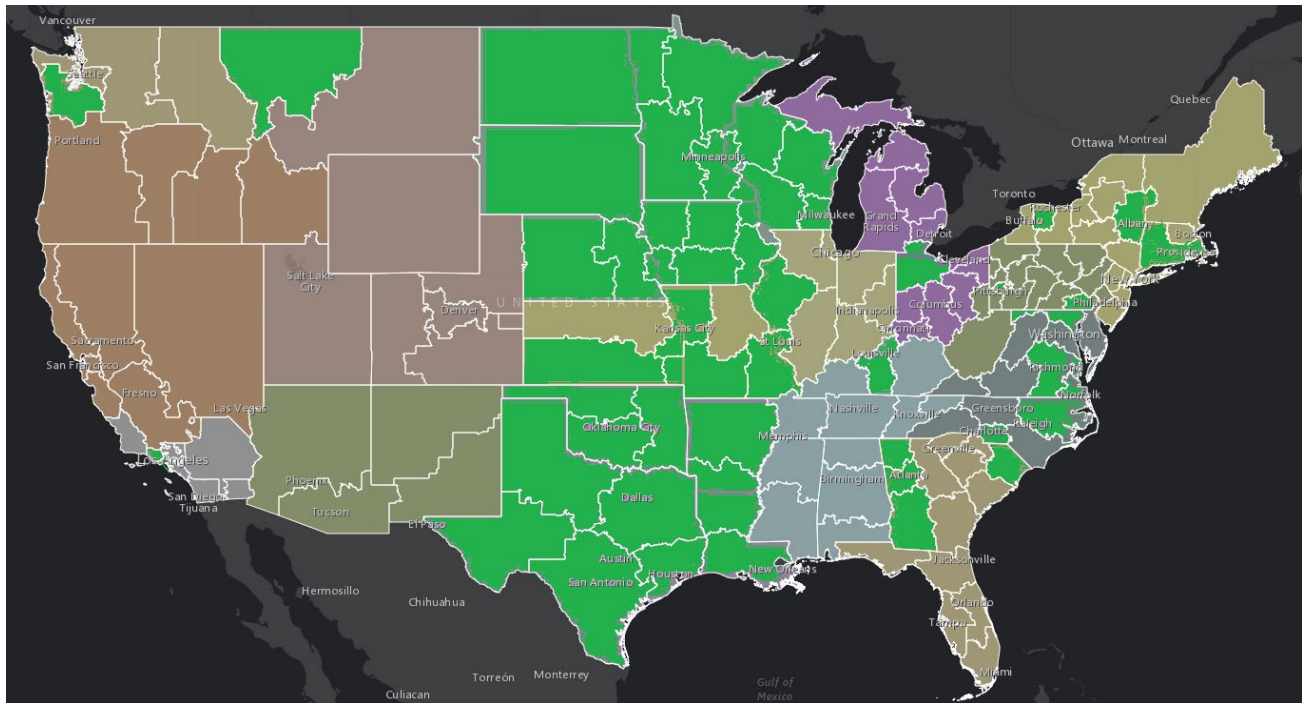 Vancouver
Seattle
Portland
Quebec
Ottawa
Montreal
Minneapolis
Toronto
Rochester
Buffalo
Albany
Boston
Providence
Milwaukee
Grand
Rapids
Detroit
Chicago
Cleveland
New York
Salt Lake
City
UNITED STATES
Denver
Pittsburgh
Philadelphia
Columbus
Indianapolis
Cincinnati
Kansas City
St Louis
Washington
Sacramento
San Francisco
Louisville
Richmond
Fresno
Norfolk
Las Vegas
Nashville
Knoxville
Greensboro
Raleigh
Oklahoma City
Memphis
Charlotte
Greenville
Los Angeles
Phoenix
Birmingham
Atlanta
San Diego
Tijuana
Tucson
Dallas
El Paso
Austin
Jacksonville
San Antonio
Houston
New Orleans
Hermosillo
Chihuahua
Orlando
Tampa
Torreón
Monterrey
Miami
Culiacan
Gulf of
Mexico